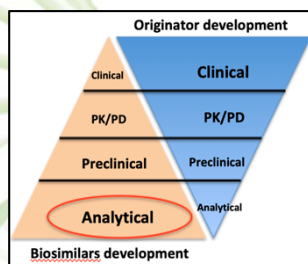 Originator development
Clinical Clinical
PK/PD PK/PD
Preclinical Preclinical
Analytical Analytical
Biosimilars development